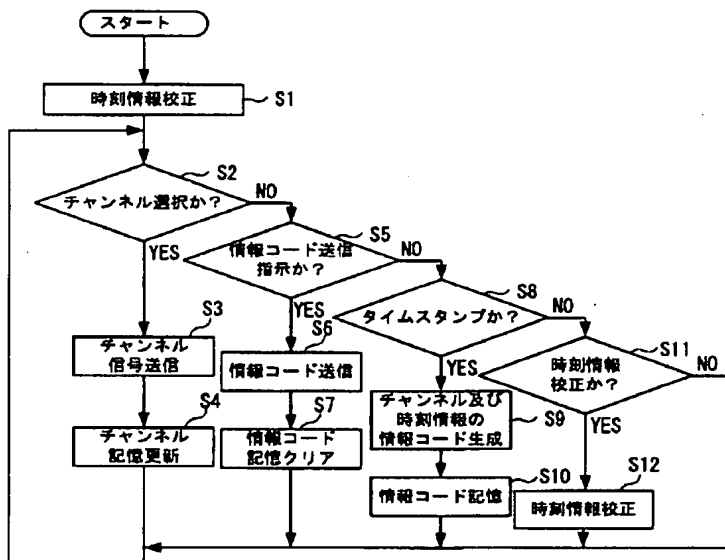 スタート
時刻情報校正
S1
S2
チャンネル選択か?
NO
YES
S5
情報コード送信
指示か?
NO
YES
S8
タイムスタンプか?
NO
YES
S11
時刻情報
校正か?
NO
YES
S3
チャンネル
信号送信
S6
情報コード送信
S9
チャンネル及び
時刻情報の
情報コード生成
S4
チャンネル
記憶更新
S7
情報コード
記憶クリア
S10
情報コード記憶
S12
時刻情報校正